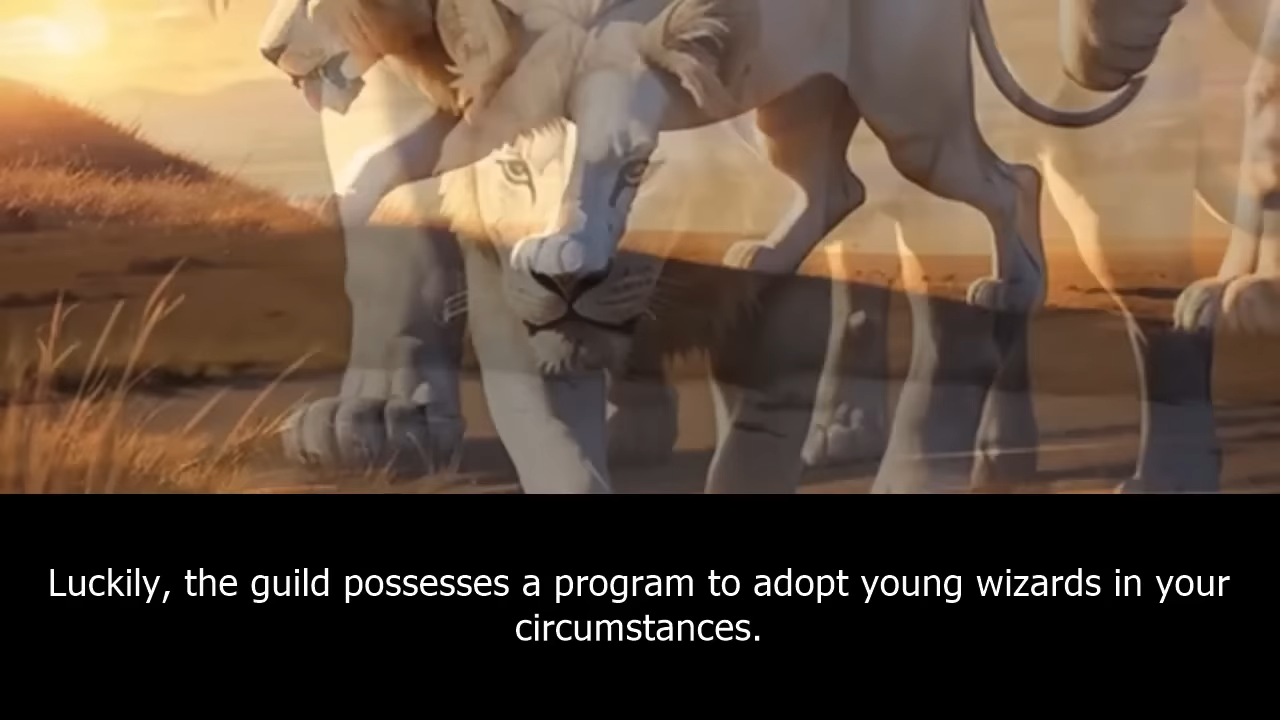 Luckily, the guild possesses a program to adopt young wizards in your
circumstances.